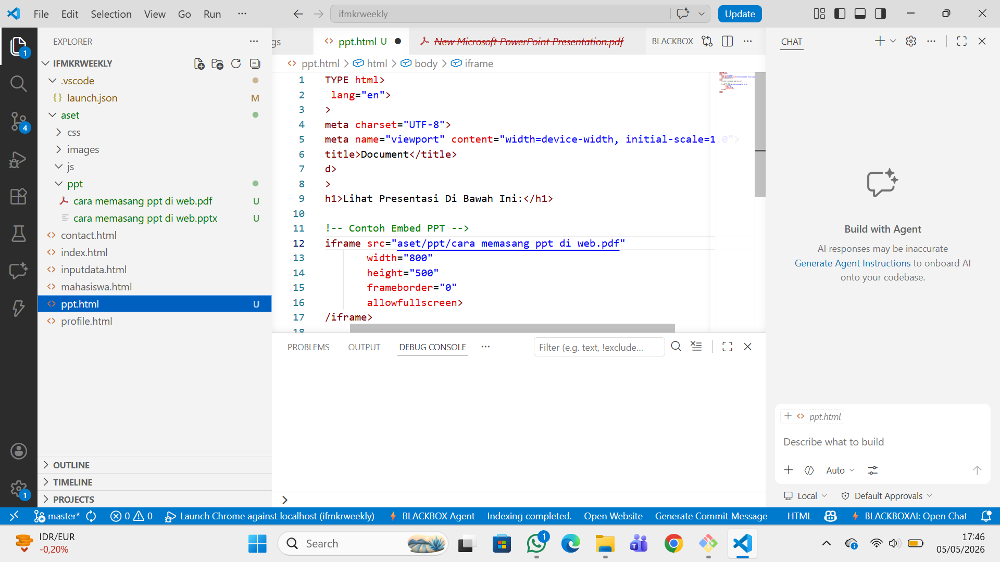 File Edit Selection View Go Run ···
ifmkrweekly
Update
EXPLORER
IFMKRWEEKLY
.vscode
launch.json M
aset
css
images
js
ppt
cara memasang ppt di web.pdf U
cara memasang ppt di web.pptx U
contact.html
index.html
inputdata.html
mahasiswa.html
ppt.html U
profile.html
OUTLINE
TIMELINE
PROJECTS
1
4
1
gs
ppt.html U
New Microsoft PowerPoint Presentation.pdf
BLACKBOX
ppt.html > html > body > iframe
1 TYPE html>
2 lang="en">
3 >
4 meta charset="UTF-8">
5 meta name="viewport" content="width=device-width, initial-scale=1.0">
6 title>Document</title>
7 d>
8 >
9 h1>Lihat Presentasi Di Bawah Ini:</h1>
10
11 !-- Contoh Embed PPT -->
12 iframe src="aset/ppt/cara memasang ppt di web.pdf"
13 width="800"
14 height="500"
15 frameborder="0"
16 allowfullscreen>
17 /iframe>
18
PROBLEMS OUTPUT DEBUG CONSOLE ···
Filter (e.g. text, !exclude...
>
CHAT
Build with Agent
AI responses may be inaccurate
Generate Agent Instructions to onboard AI
onto your codebase.
ppt.html
Describe what to build
Auto
Local Default Approvals
master* 0 0 Launch Chrome against localhost (ifmkrweekly) BLACKBOX Agent Indexing completed. Open Website Generate Commit Message HTML BLACKBOXAI: Open Chat
IDR/EUR
-0,20%
Search
1
17:46
05/05/2026